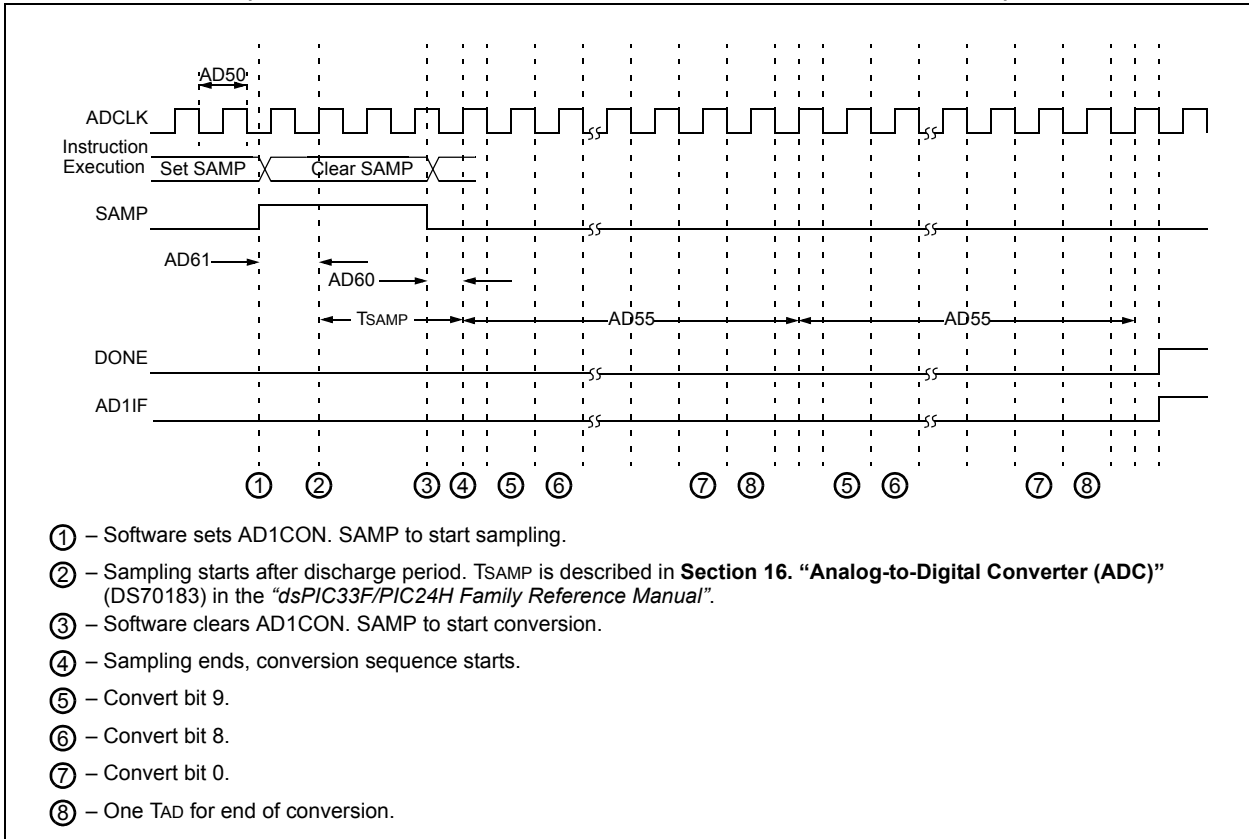 AD50
ADCLK
Instruction
Execution
Set SAMP
Clear SAMP
SAMP
AD61
AD60
TSAMP
AD55
AD55
DONE
AD1IF
1 2 3 4 5 6 7 8 5 6 7 8
1 – Software sets AD1CON. SAMP to start sampling.
2 – Sampling starts after discharge period. TSAMP is described in Section 16. “Analog-to-Digital Converter (ADC)”
(DS70183) in the “dsPIC33F/PIC24H Family Reference Manual”.
3 – Software clears AD1CON. SAMP to start conversion.
4 – Sampling ends, conversion sequence starts.
5 – Convert bit 9.
6 – Convert bit 8.
7 – Convert bit 0.
8 – One TAD for end of conversion.